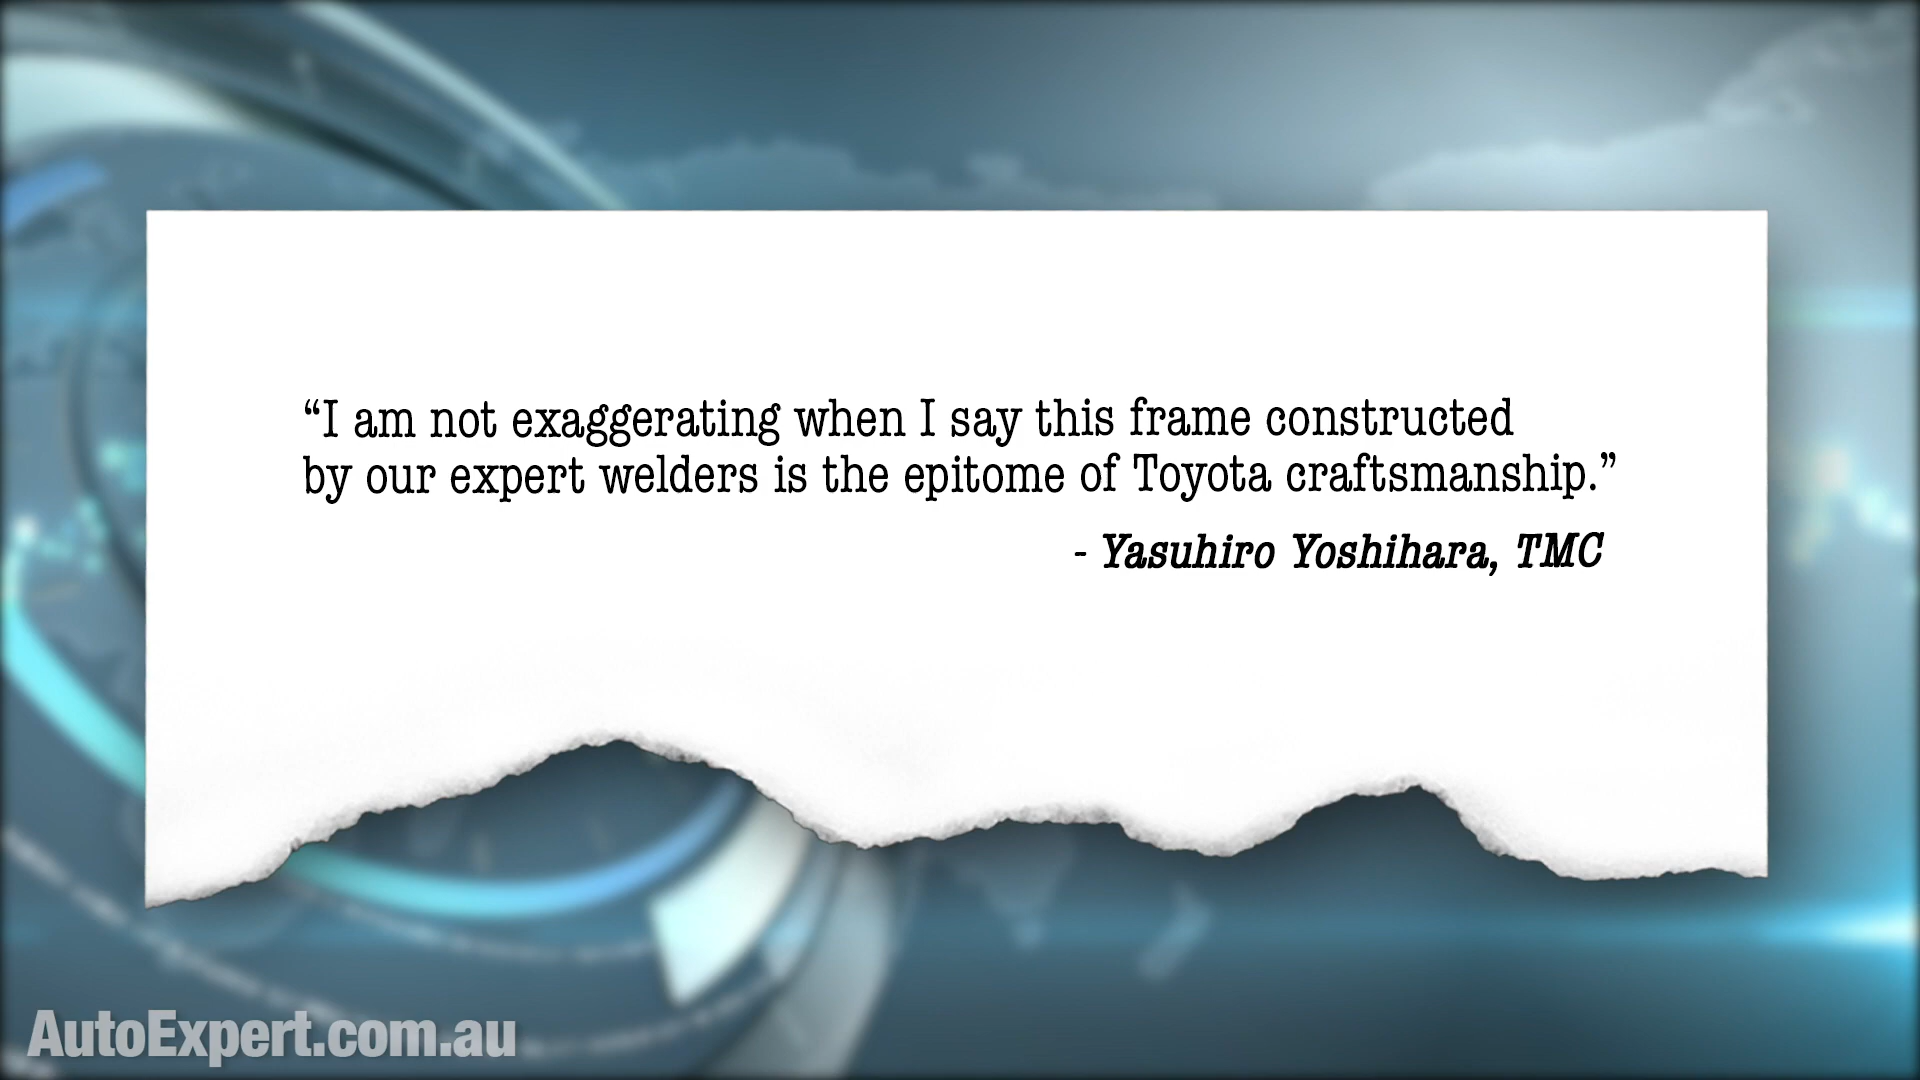 “I am not exaggerating when I say this frame constructed
by our expert welders is the epitome of Toyota craftsmanship.”
- Yasuhiro Yoshihara, TMC
AutoExpert.com.au